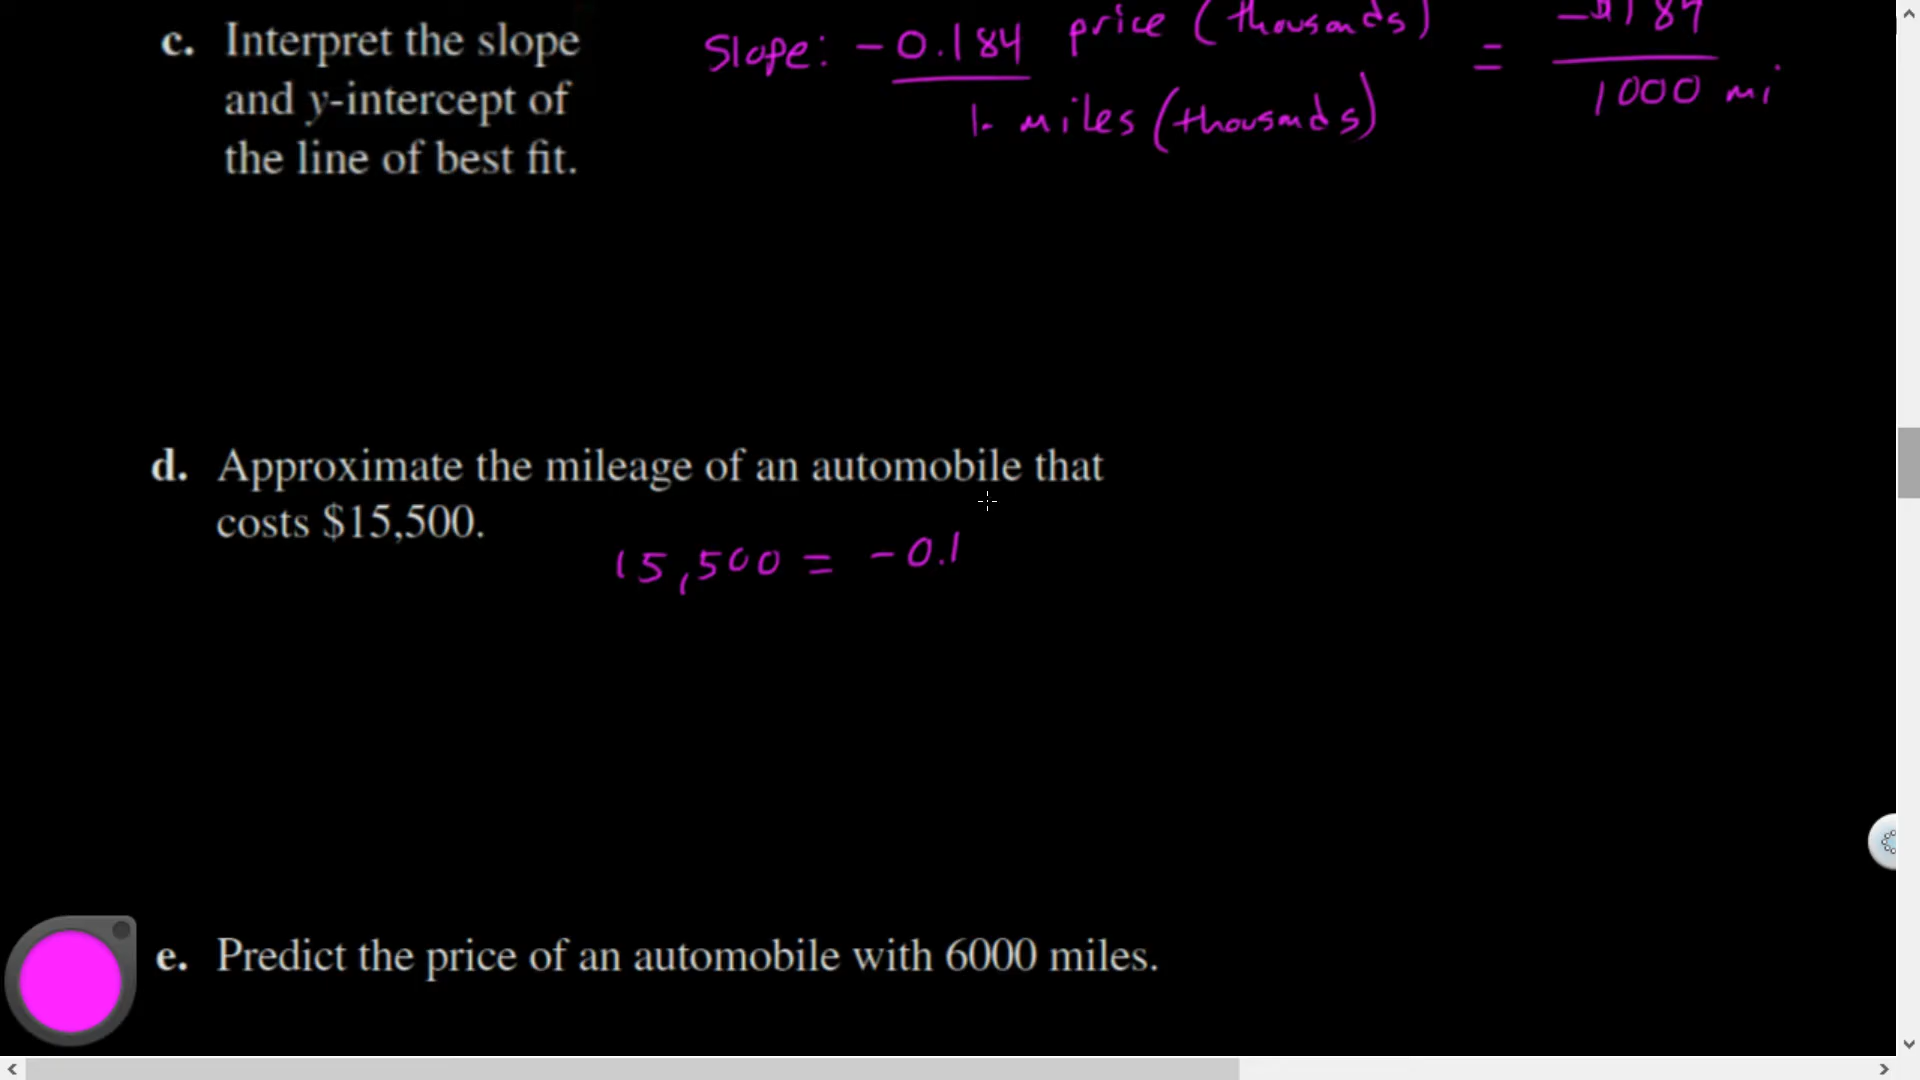 c. Interpret the slope
and y-intercept of
the line of best fit.
Slope: -0.184 price (thousands)
1. miles (thousands)
= -$184
1000 mi
d. Approximate the mileage of an automobile that
costs $15,500.
15,500 = -0.1
e. Predict the price of an automobile with 6000 miles.